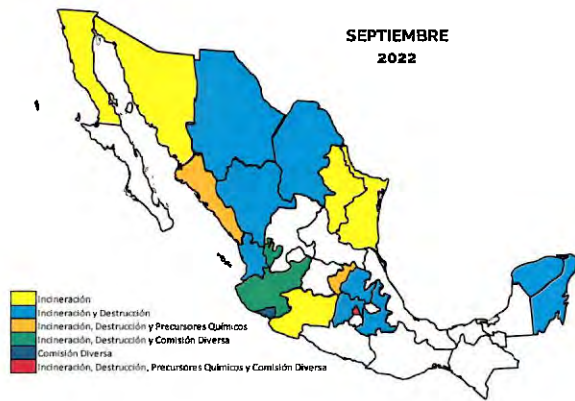 SEPTIEMBRE
2022
Incineración
Incineración y Destrucción
Incineración, Destrucción y Precursores Químicos
Incineración, Destrucción y Comisión Diversa
Comisión Diversa
Incineración, Destrucción, Precursores Químicos y Comisión Diversa